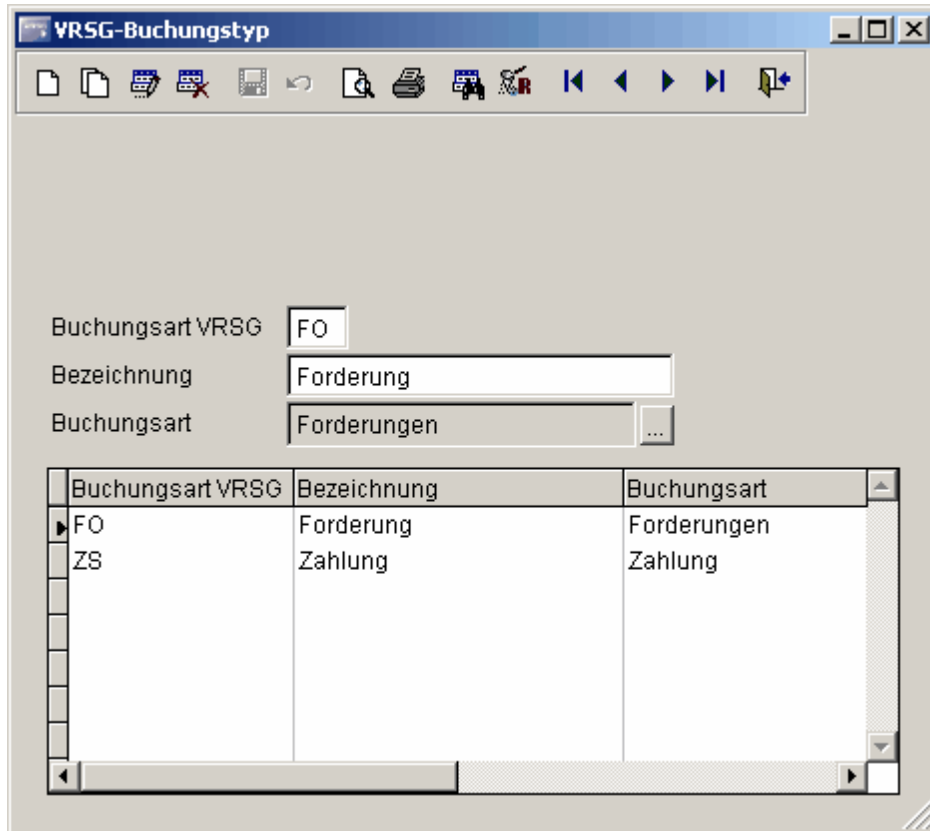 VRSG-Buchungstyp
R
Buchungsart VRSG FO
Bezeichnung Forderung
Buchungsart Forderungen ...
Buchungsart VRSG Bezeichnung Buchungsart
FO Forderung Forderungen
ZS Zahlung Zahlung